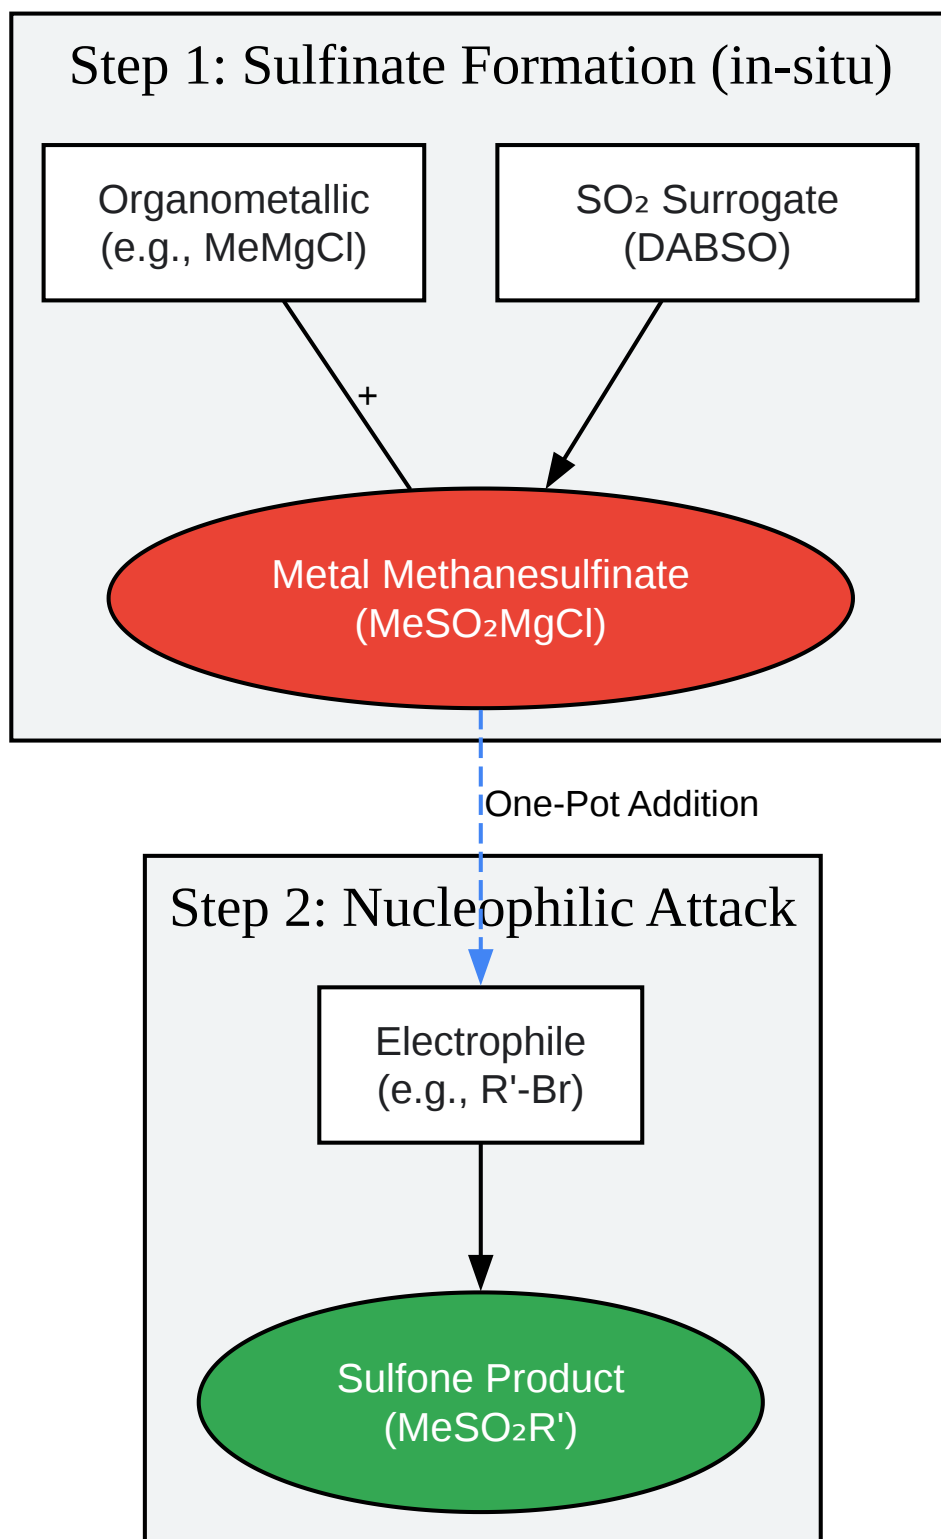 Step 1: Sulfinate Formation (in-situ)
Organometallic
(e.g., MeMgCl)
SO₂ Surrogate
(DABSO)
+
Metal Methanesulfinate
(MeSO₂MgCl)
One-Pot Addition
Step 2: Nucleophilic Attack
Electrophile
(e.g., R'-Br)
Sulfone Product
(MeSO₂R')